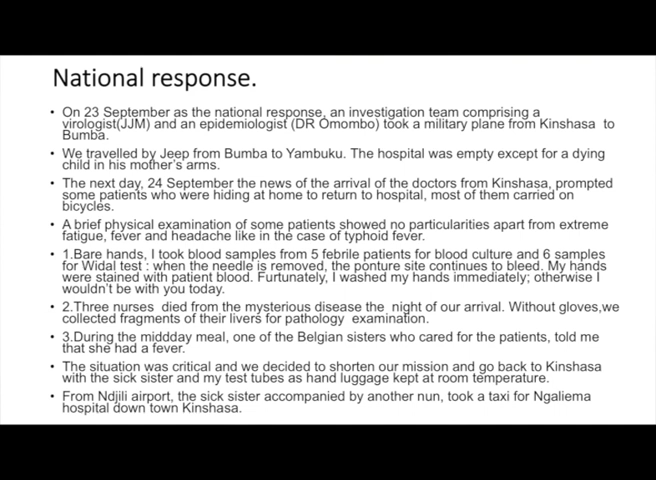 National response.
• On 23 September as the national response, an investigation team comprising a
virologist(JJM) and an epidemiologist (DR Omombo) took a military plane from Kinshasa to
Bumba.
• We travelled by Jeep from Bumba to Yambuku. The hospital was empty except for a dying
child in his mother's arms.
• The next day, 24 September the news of the arrival of the doctors from Kinshasa, prompted
some patients who were hiding at home to return to hospital, most of them carried on
bicycles.
• A brief physical examination of some patients showed no particularities apart from extreme
fatigue, fever and headache like in the case of typhoid fever.
• 1.Bare hands, I took blood samples from 5 febrile patients for blood culture and 6 samples
for Widal test : when the needle is removed, the ponture site continues to bleed. My hands
were stained with patient blood. Furtunately, I washed my hands immediately; otherwise I
wouldn't be with you today.
• 2.Three nurses died from the mysterious disease the night of our arrival. Without gloves,we
collected fragments of their livers for pathology examination.
• 3.During the middday meal, one of the Belgian sisters who cared for the patients, told me
that she had a fever.
• The situation was critical and we decided to shorten our mission and go back to Kinshasa
with the sick sister and my test tubes as hand luggage kept at room temperature.
• From Ndjili airport, the sick sister accompanied by another nun, took a taxi for Ngaliema
hospital down town Kinshasa.